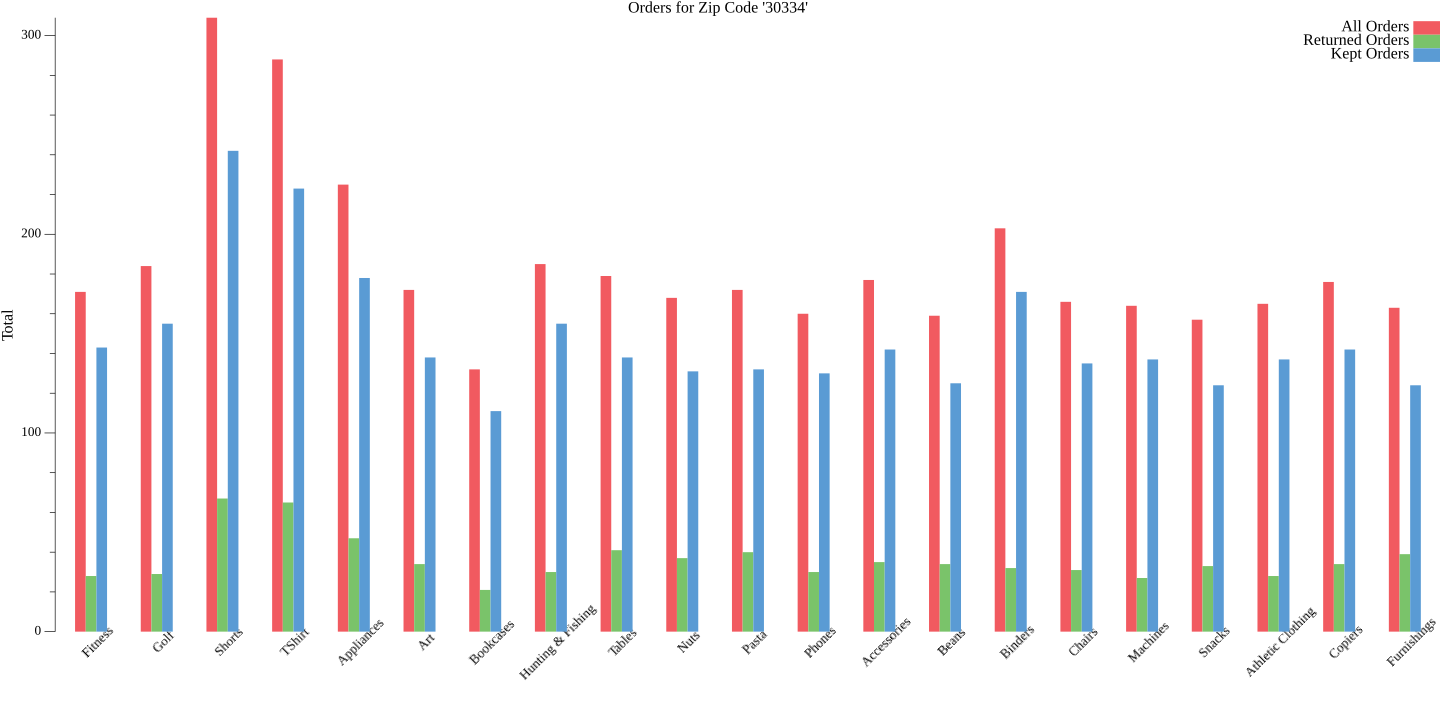 Orders for Zip Code '30334'
All Orders
Returned Orders
Kept Orders
300
200
100
0
Total
Fitness
Golf
Shorts
TShirt
Appliances
Art
Bookcases
Hunting & Fishing
Tables
Nuts
Pasta
Phones
Accessories
Beans
Binders
Chairs
Machines
Snacks
Athletic Clothing
Copiers
Furnishings